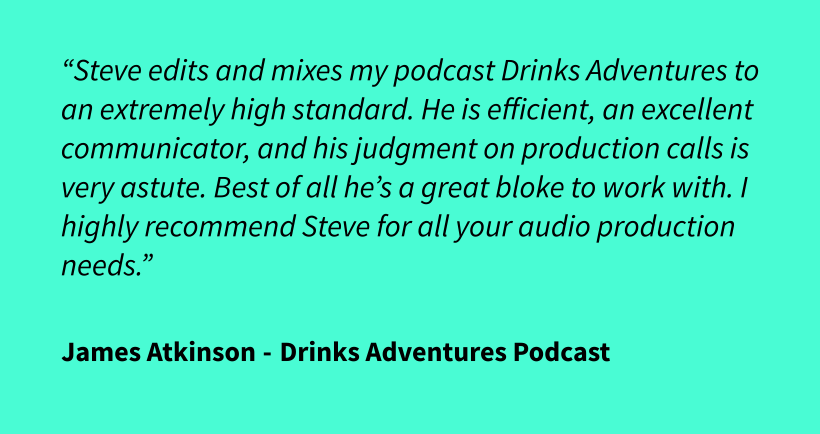 “Steve edits and mixes my podcast Drinks Adventures to
an extremely high standard. He is efficient, an excellent
communicator, and his judgment on production calls is
very astute. Best of all he’s a great bloke to work with. I
highly recommend Steve for all your audio production
needs.”
James Atkinson - Drinks Adventures Podcast